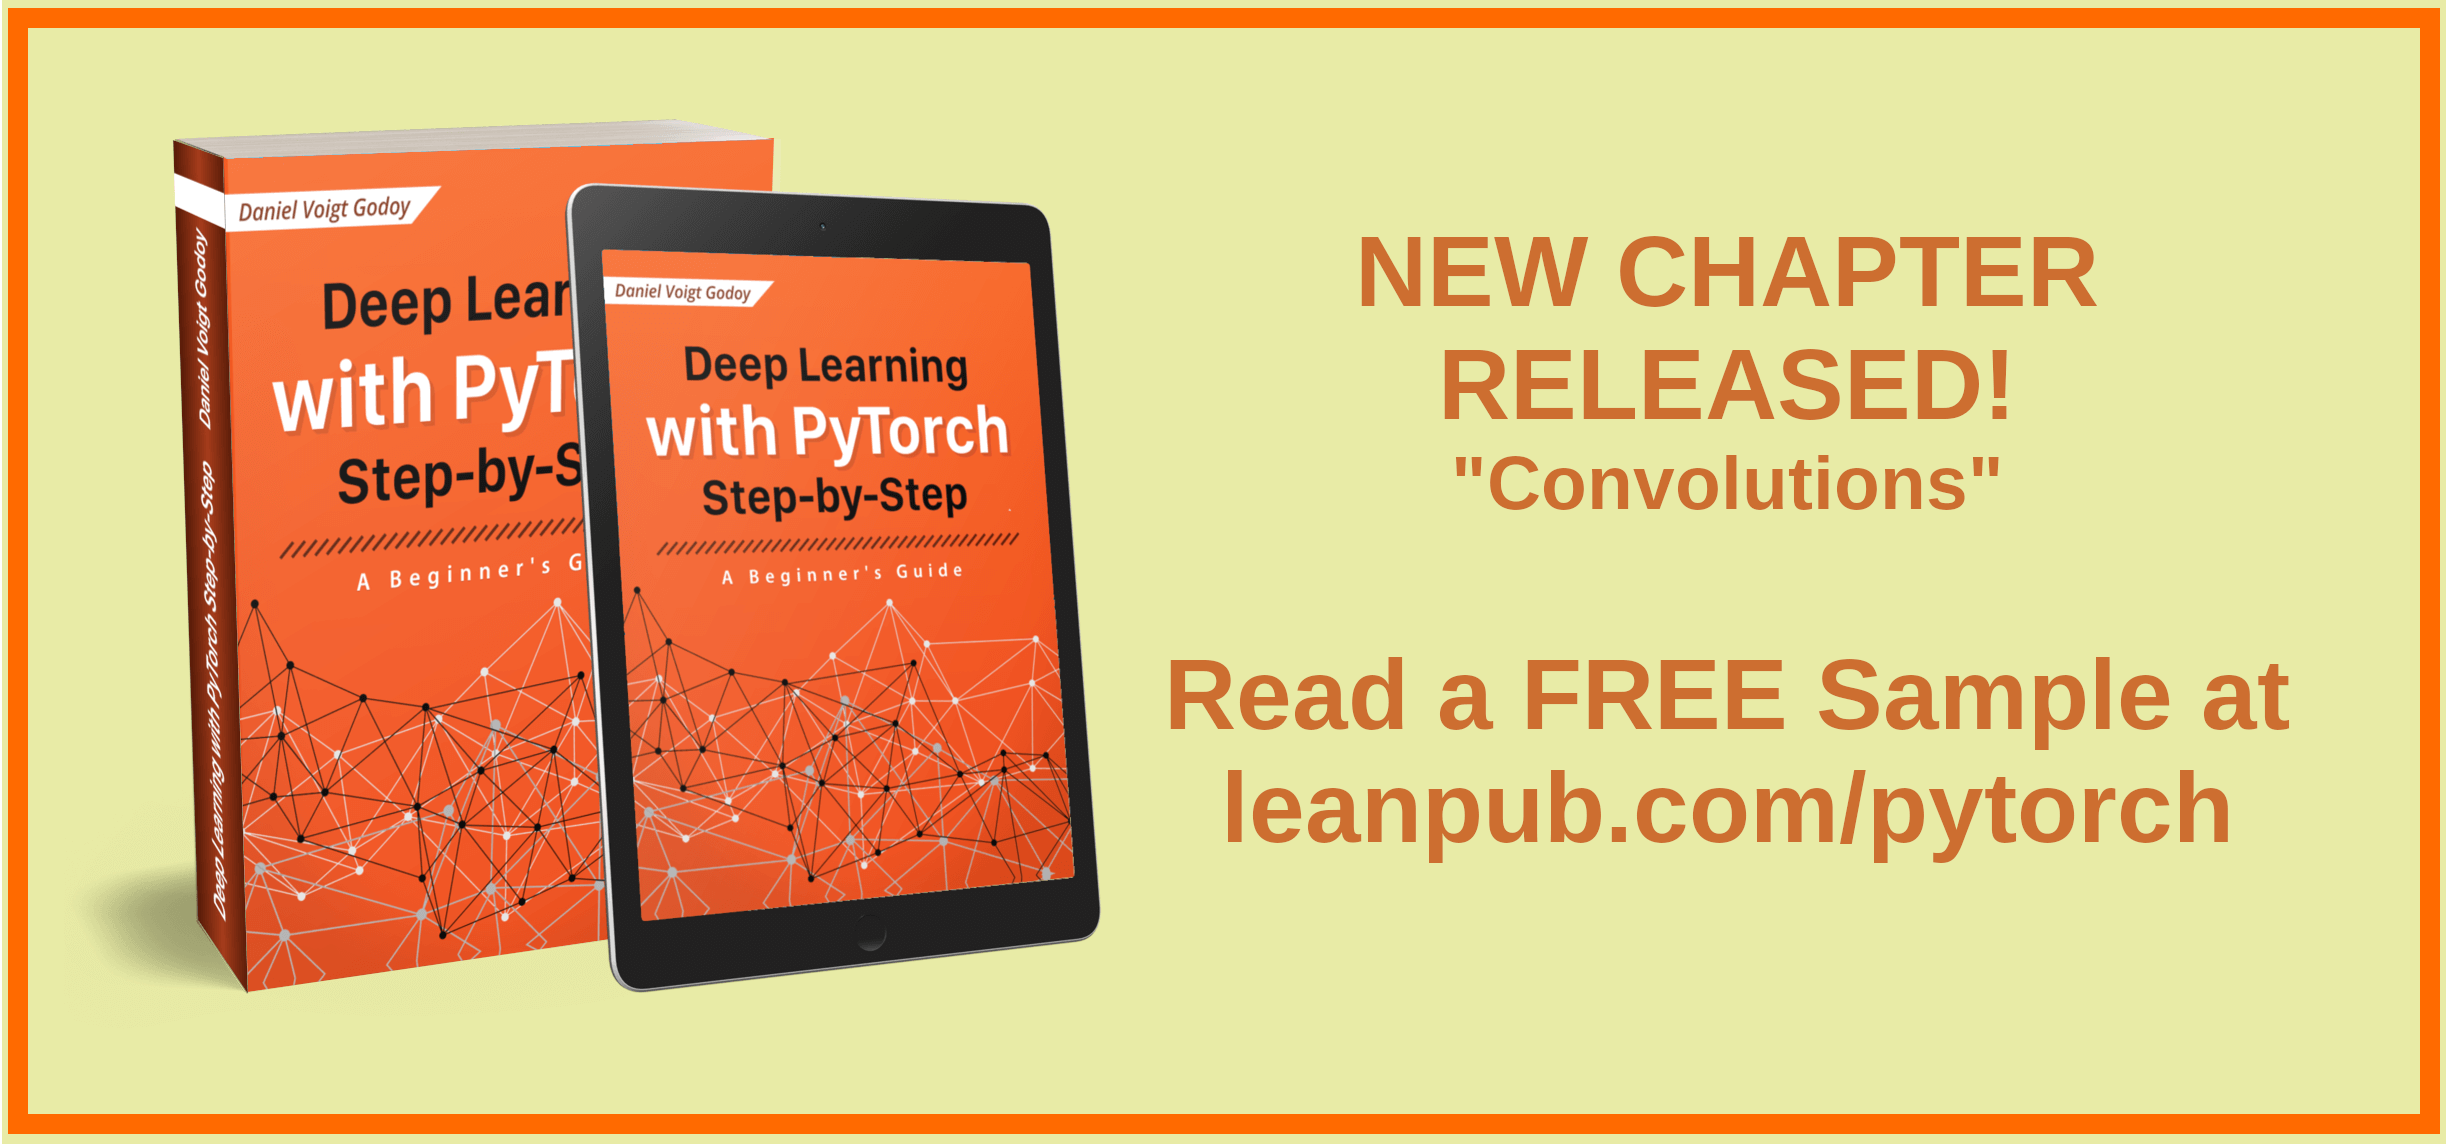 Daniel Voigt Godoy
Deep Lear
with PyT
Step-by-S
A Beginner's G
Deep Learning with PyTorch Step-by-Step Daniel Voigt Godoy
Daniel Voigt Godoy
Deep Learning
with PyTorch
Step-by-Step
A Beginner's Guide
NEW CHAPTER
RELEASED!
"Convolutions"
Read a FREE Sample at
leanpub.com/pytorch